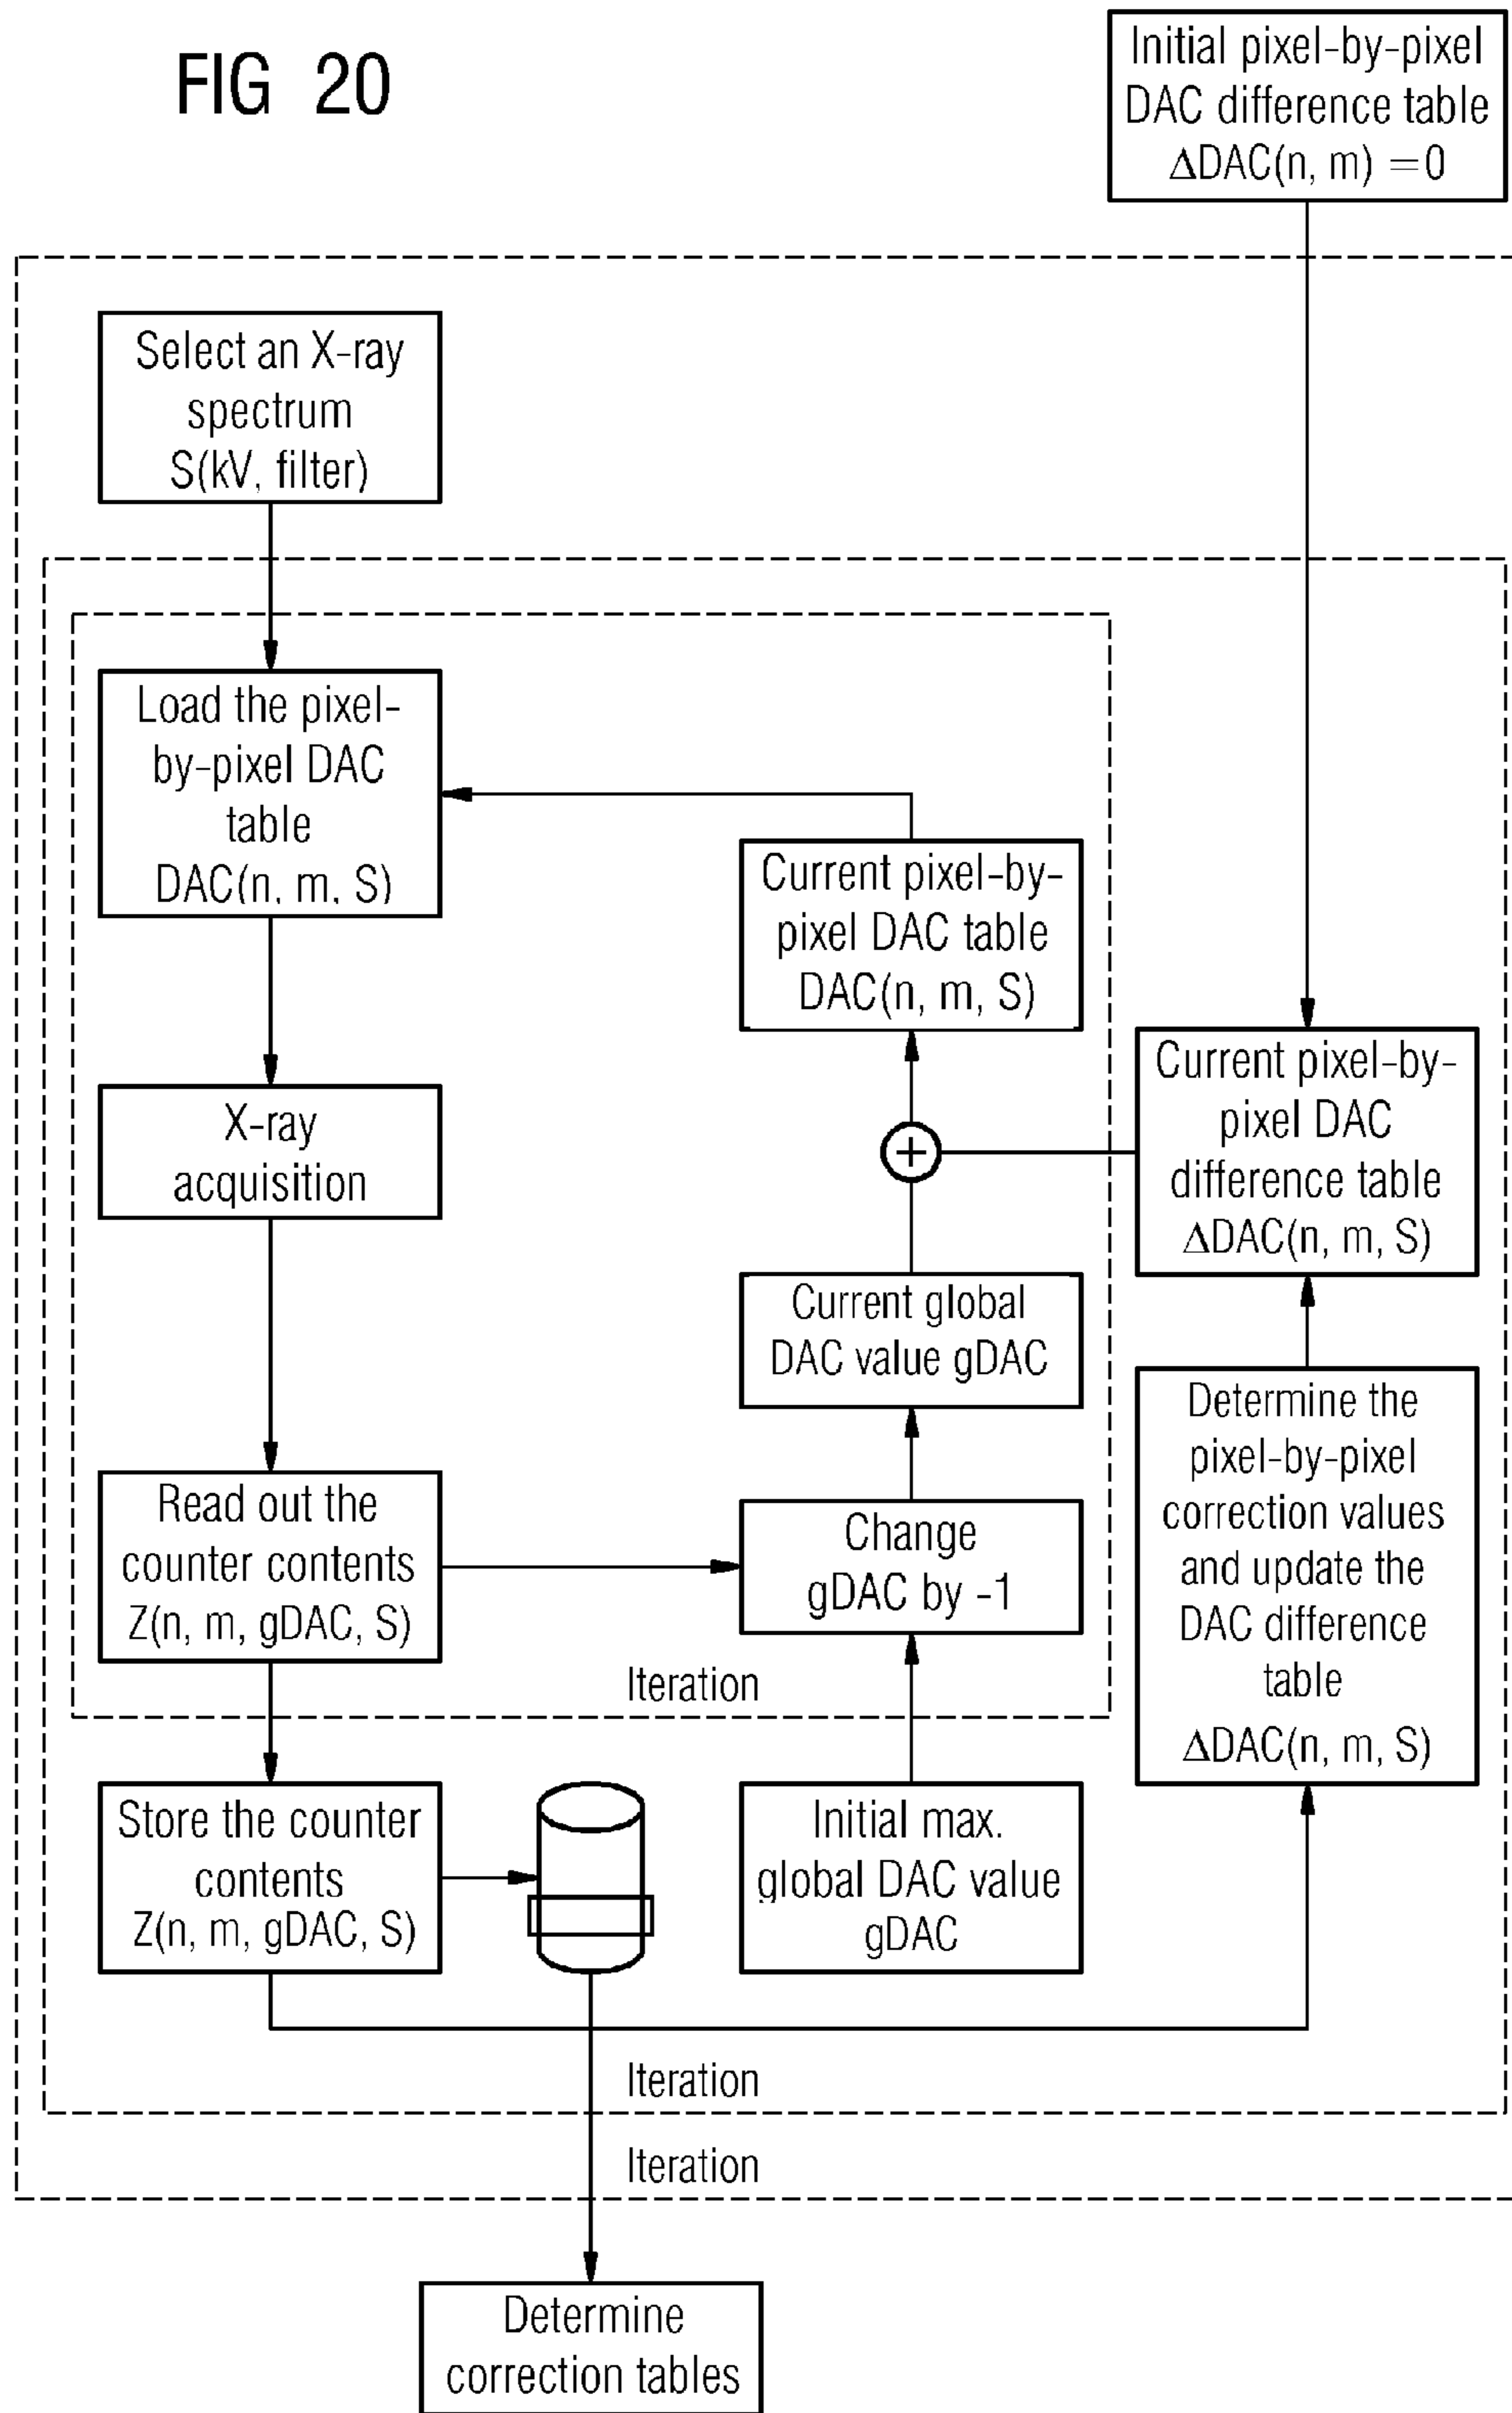 FIG 20
Initial pixel-by-pixel
DAC difference table
ΔDAC(n, m) =0
Select an X-ray
spectrum
S(kV, filter)
Load the pixel-
by-pixel DAC
table
DAC(n, m, S)
Current pixel-by-
pixel DAC table
DAC(n, m, S)
X-ray
acquisition
+
Current pixel-by-
pixel DAC
difference table
ΔDAC(n, m, S)
Current global
DAC value gDAC
Determine the
pixel-by-pixel
correction values
and update the
DAC difference
table
ΔDAC(n, m, S)
Read out the
counter contents
Z(n, m, gDAC, S)
Change
gDAC by -1
Iteration
Store the counter
contents
Z(n, m, gDAC, S)
Initial max.
global DAC value
gDAC
Iteration
Iteration
Determine
correction tables